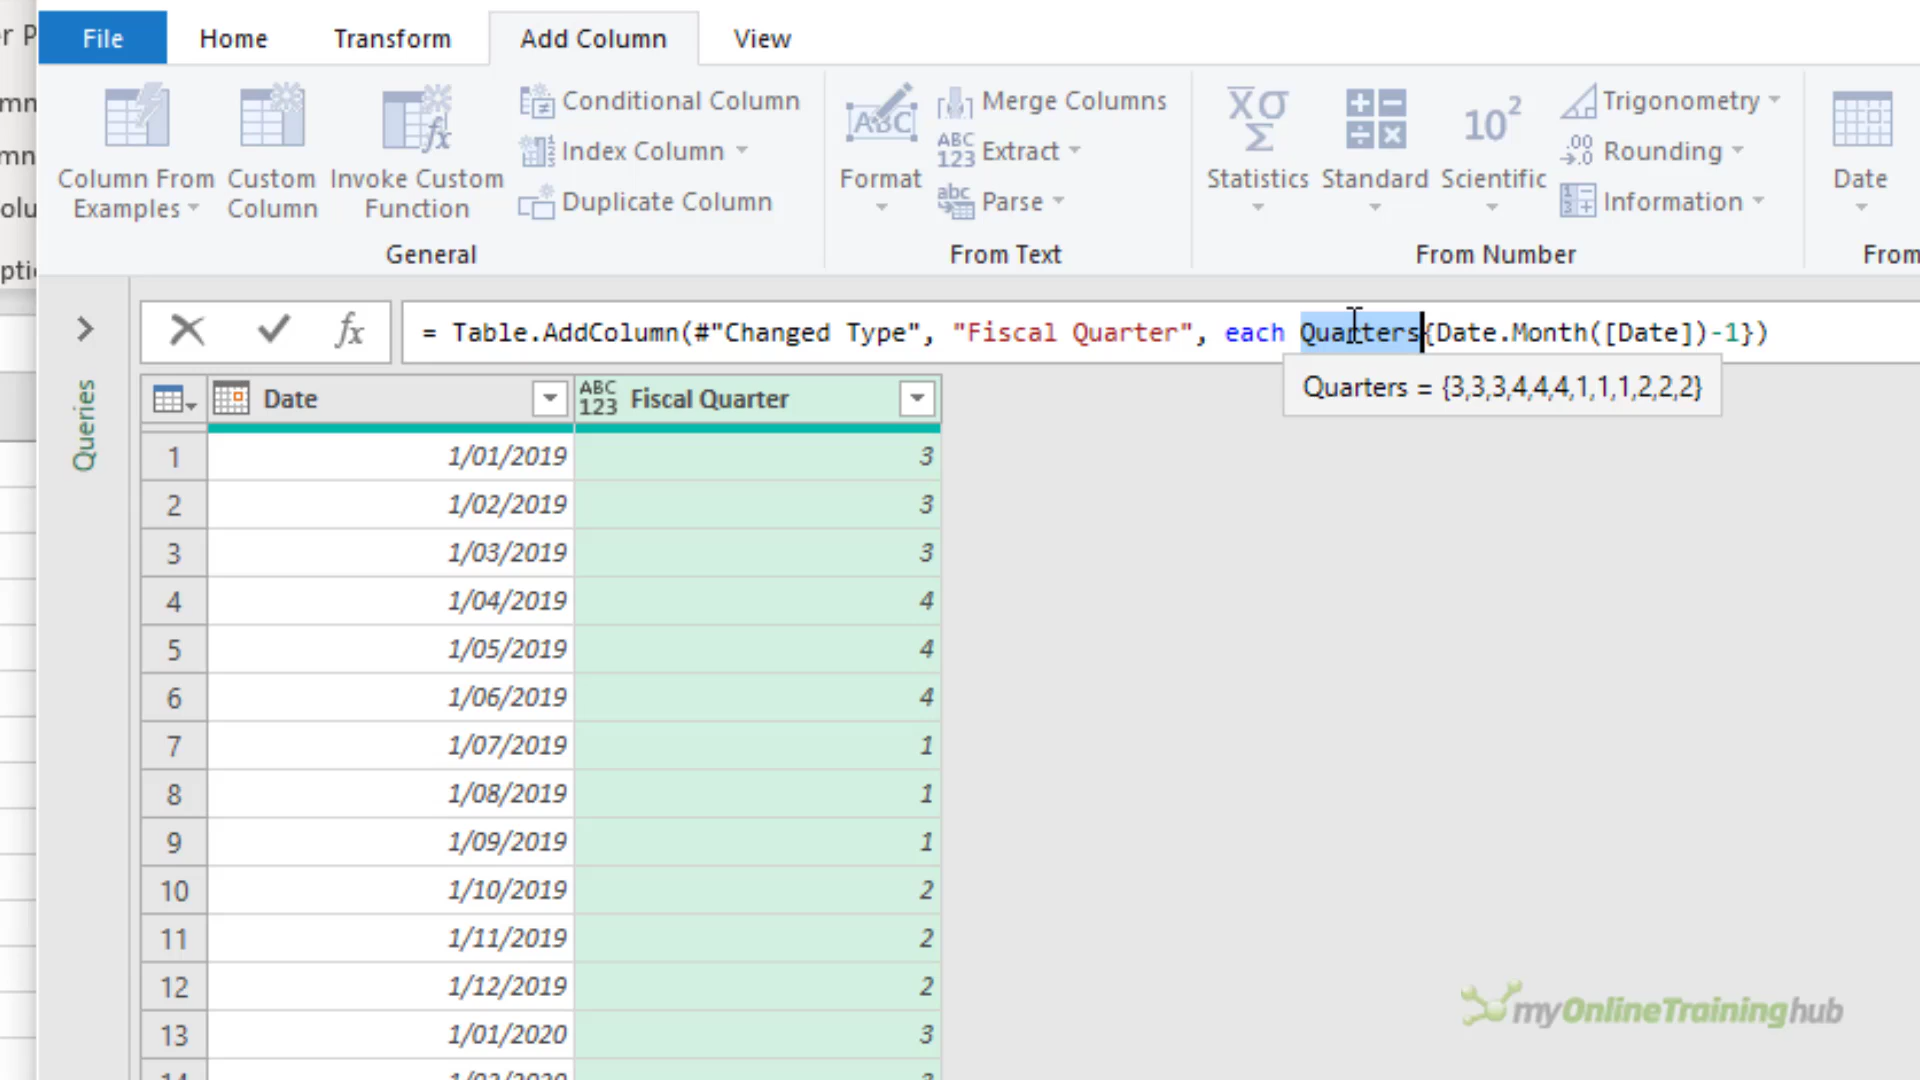 File Home Transform Add Column View
Column From Examples
Custom Column
Invoke Custom Function
Conditional Column
Index Column
Duplicate Column
General
Format
Merge Columns
Extract
Parse
From Text
Statistics
Standard
Scientific
Trigonometry
Rounding
Information
From Number
Date
From
= Table.AddColumn(#"Changed Type", "Fiscal Quarter", each Quarters{Date.Month([Date])-1})
Quarters = {3,3,3,4,4,4,1,1,1,2,2,2}
Queries
Date ABC 123 Fiscal Quarter
1 1/01/2019 3
2 1/02/2019 3
3 1/03/2019 3
4 1/04/2019 4
5 1/05/2019 4
6 1/06/2019 4
7 1/07/2019 1
8 1/08/2019 1
9 1/09/2019 1
10 1/10/2019 2
11 1/11/2019 2
12 1/12/2019 2
13 1/01/2020 3
myOnlineTraininghub